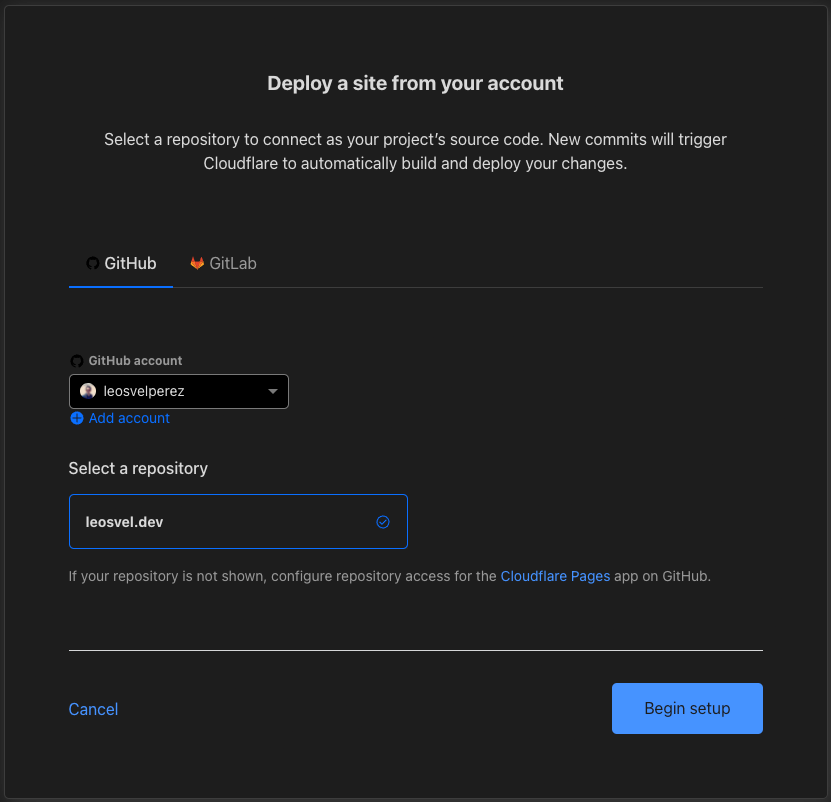 Deploy a site from your account
Select a repository to connect as your project's source code. New commits will trigger
Cloudflare to automatically build and deploy your changes.
GitHub
GitLab
GitHub account
leosvelperez
Add account
Select a repository
leosvel.dev
If your repository is not shown, configure repository access for the Cloudflare Pages app on GitHub.
Cancel
Begin setup